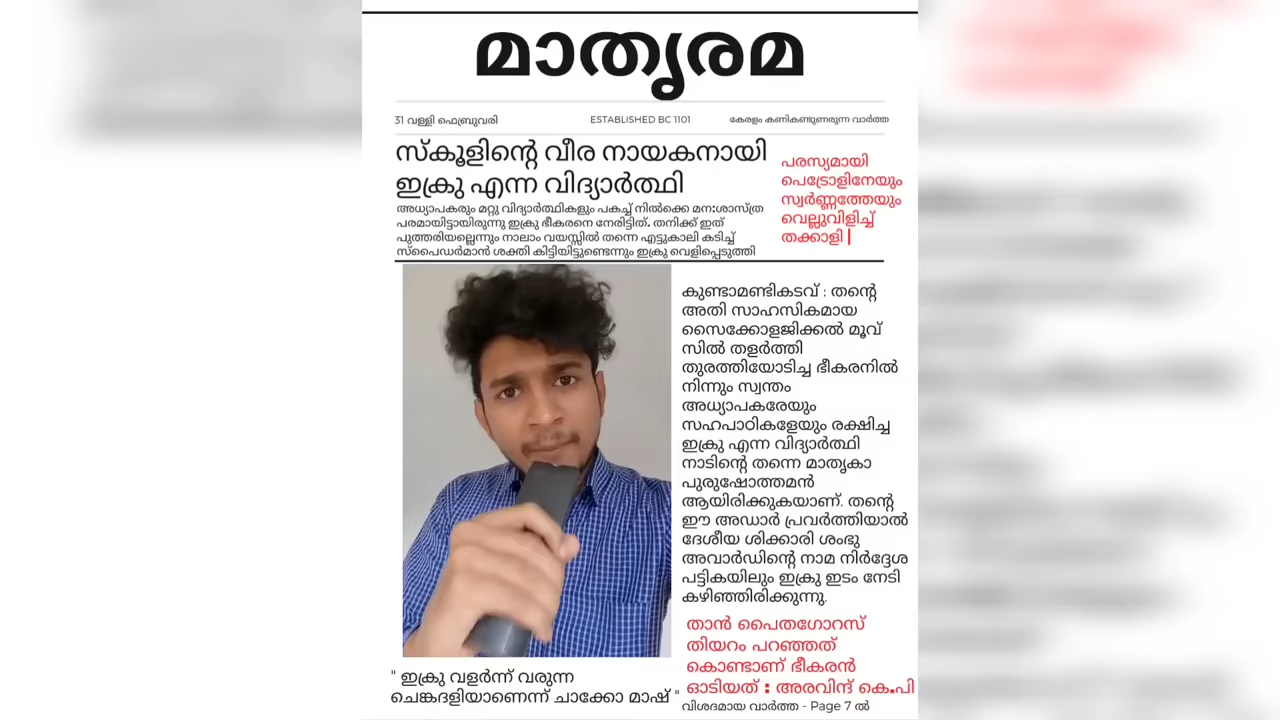 മാതൃരമ
31 വള്ളി ഫെബ്രുവരി
ESTABLISHED BC 1101
കേരളം കണികണ്ടുണരുന്ന വാർത്ത
സ്കൂളിന്റെ വീര നായകനായി
ഇക്രു എന്ന വിദ്യാർത്ഥി
അധ്യാപകരും മറ്റു വിദ്യാർത്ഥികളും പകച്ച് നിൽക്കെ മനഃശാസ്ത്ര
പരമായിട്ടായിരുന്നു ഇക്രു ഭീകരനെ നേരിട്ടിത്. തനിക്ക് ഇത്
പുത്തരിയല്ലെന്നും നാലാം വയസ്സിൽ തന്നെ എട്ടുകാലി കടിച്ച്
സ്പൈഡർമാൻ ശക്തി കിട്ടിയിട്ടുണ്ടെന്നും ഇക്രു വെളിപ്പെടുത്തി
പരസ്യമായി
പെട്രോളിനേയും
സ്വർണ്ണത്തേയും
വെല്ലുവിളിച്ച്
തക്കാളി |
കുണ്ടാമണ്ടികടവ് : തന്റെ
അതി സാഹസികമായ
സൈക്കോളജിക്കൽ മൂവ്
സിൽ തളർത്തി
തുരത്തിയോടിച്ച ഭീകരനിൽ
നിന്നും സ്വന്തം
അധ്യാപകരേയും
സഹപാഠികളേയും രക്ഷിച്ച
ഇക്രു എന്ന വിദ്യാർത്ഥി
നാടിന്റെ തന്നെ മാതൃകാ
പുരുഷോത്തമൻ
ആയിരിക്കുകയാണ്. തന്റെ
ഈ അഡാർ പ്രവർത്തിയാൽ
ദേശീയ ശിക്കാരി ശംഭു
അവാർഡിന്റെ നാമ നിർദ്ദേശ
പട്ടികയിലും ഇക്രു ഇടം നേടി
കഴിഞ്ഞിരിക്കുന്നു.
താൻ പൈതഗോറസ്
തിയറം പറഞ്ഞത്
കൊണ്ടാണ് ഭീകരൻ
ഓടിയത് : അരവിന്ദ് കെ.പി
വിശദമായ വാർത്ത - Page 7 ൽ
" ഇക്രു വളർന്ന് വരുന്ന
ചെങ്കദളിയാണെന്ന് ചാക്കോ മാഷ് "